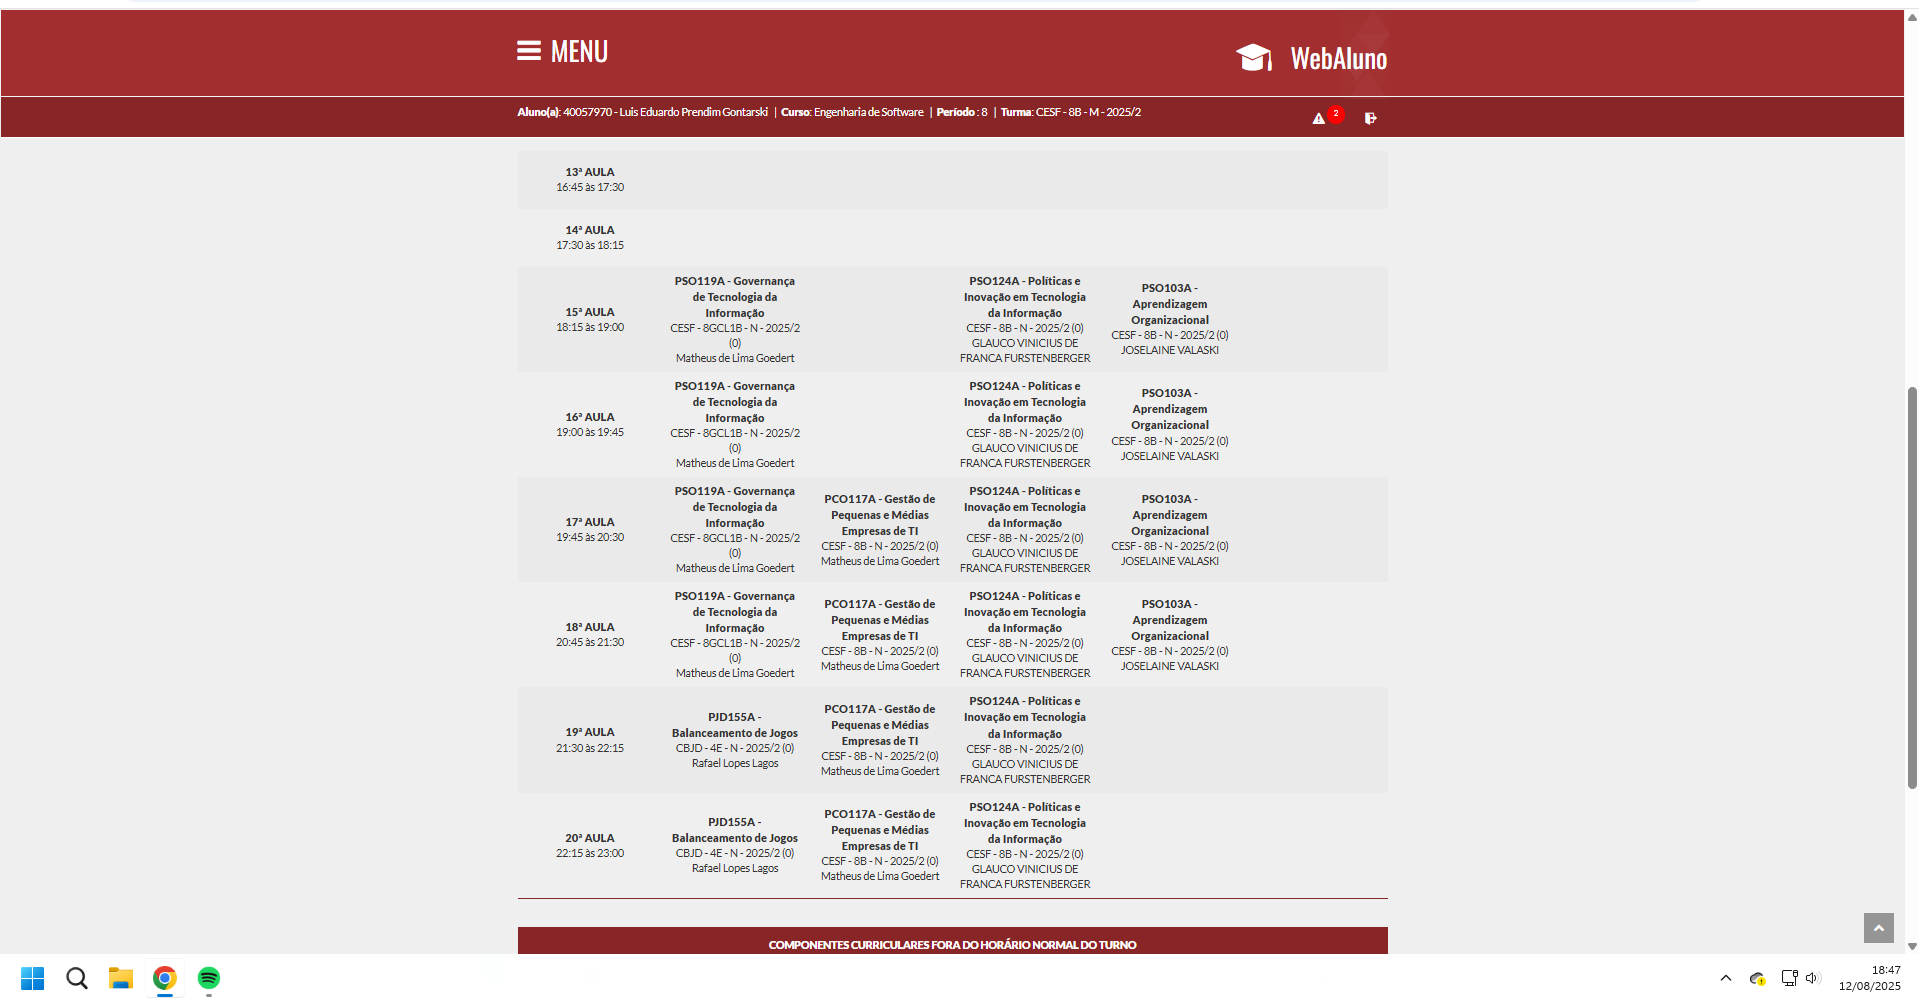 MENU
WebAluno
Aluno(a): 40057970 - Luis Eduardo Prendim Gontarski | Curso: Engenharia de Software | Período : 8 | Turma: CESF - 8B - M - 2025/2
2
13ª AULA
16:45 às 17:30
14ª AULA
17:30 às 18:15
15ª AULA
18:15 às 19:00
PSO119A - Governança
de Tecnologia da
Informação
CESF - 8GCL1B - N - 2025/2
(0)
Matheus de Lima Goedert
PSO124A - Políticas e
Inovação em Tecnologia
da Informação
CESF - 8B - N - 2025/2 (0)
GLAUCO VINICIUS DE
FRANCA FURSTENBERGER
PSO103A -
Aprendizagem
Organizacional
CESF - 8B - N - 2025/2 (0)
JOSELAINE VALASKI
16ª AULA
19:00 às 19:45
PSO119A - Governança
de Tecnologia da
Informação
CESF - 8GCL1B - N - 2025/2
(0)
Matheus de Lima Goedert
PSO124A - Políticas e
Inovação em Tecnologia
da Informação
CESF - 8B - N - 2025/2 (0)
GLAUCO VINICIUS DE
FRANCA FURSTENBERGER
PSO103A -
Aprendizagem
Organizacional
CESF - 8B - N - 2025/2 (0)
JOSELAINE VALASKI
17ª AULA
19:45 às 20:30
PSO119A - Governança
de Tecnologia da
Informação
CESF - 8GCL1B - N - 2025/2
(0)
Matheus de Lima Goedert
PCO117A - Gestão de
Pequenas e Médias
Empresas de TI
CESF - 8B - N - 2025/2 (0)
Matheus de Lima Goedert
PSO124A - Políticas e
Inovação em Tecnologia
da Informação
CESF - 8B - N - 2025/2 (0)
GLAUCO VINICIUS DE
FRANCA FURSTENBERGER
PSO103A -
Aprendizagem
Organizacional
CESF - 8B - N - 2025/2 (0)
JOSELAINE VALASKI
18ª AULA
20:45 às 21:30
PSO119A - Governança
de Tecnologia da
Informação
CESF - 8GCL1B - N - 2025/2
(0)
Matheus de Lima Goedert
PCO117A - Gestão de
Pequenas e Médias
Empresas de TI
CESF - 8B - N - 2025/2 (0)
Matheus de Lima Goedert
PSO124A - Políticas e
Inovação em Tecnologia
da Informação
CESF - 8B - N - 2025/2 (0)
GLAUCO VINICIUS DE
FRANCA FURSTENBERGER
PSO103A -
Aprendizagem
Organizacional
CESF - 8B - N - 2025/2 (0)
JOSELAINE VALASKI
19ª AULA
21:30 às 22:15
PJD155A -
Balanceamento de Jogos
CBJD - 4E - N - 2025/2 (0)
Rafael Lopes Lagos
PCO117A - Gestão de
Pequenas e Médias
Empresas de TI
CESF - 8B - N - 2025/2 (0)
Matheus de Lima Goedert
PSO124A - Políticas e
Inovação em Tecnologia
da Informação
CESF - 8B - N - 2025/2 (0)
GLAUCO VINICIUS DE
FRANCA FURSTENBERGER
20ª AULA
22:15 às 23:00
PJD155A -
Balanceamento de Jogos
CBJD - 4E - N - 2025/2 (0)
Rafael Lopes Lagos
PCO117A - Gestão de
Pequenas e Médias
Empresas de TI
CESF - 8B - N - 2025/2 (0)
Matheus de Lima Goedert
PSO124A - Políticas e
Inovação em Tecnologia
da Informação
CESF - 8B - N - 2025/2 (0)
GLAUCO VINICIUS DE
FRANCA FURSTENBERGER
COMPONENTES CURRICULARES FORA DO HORÁRIO NORMAL DO TURNO
18:47
12/08/2025